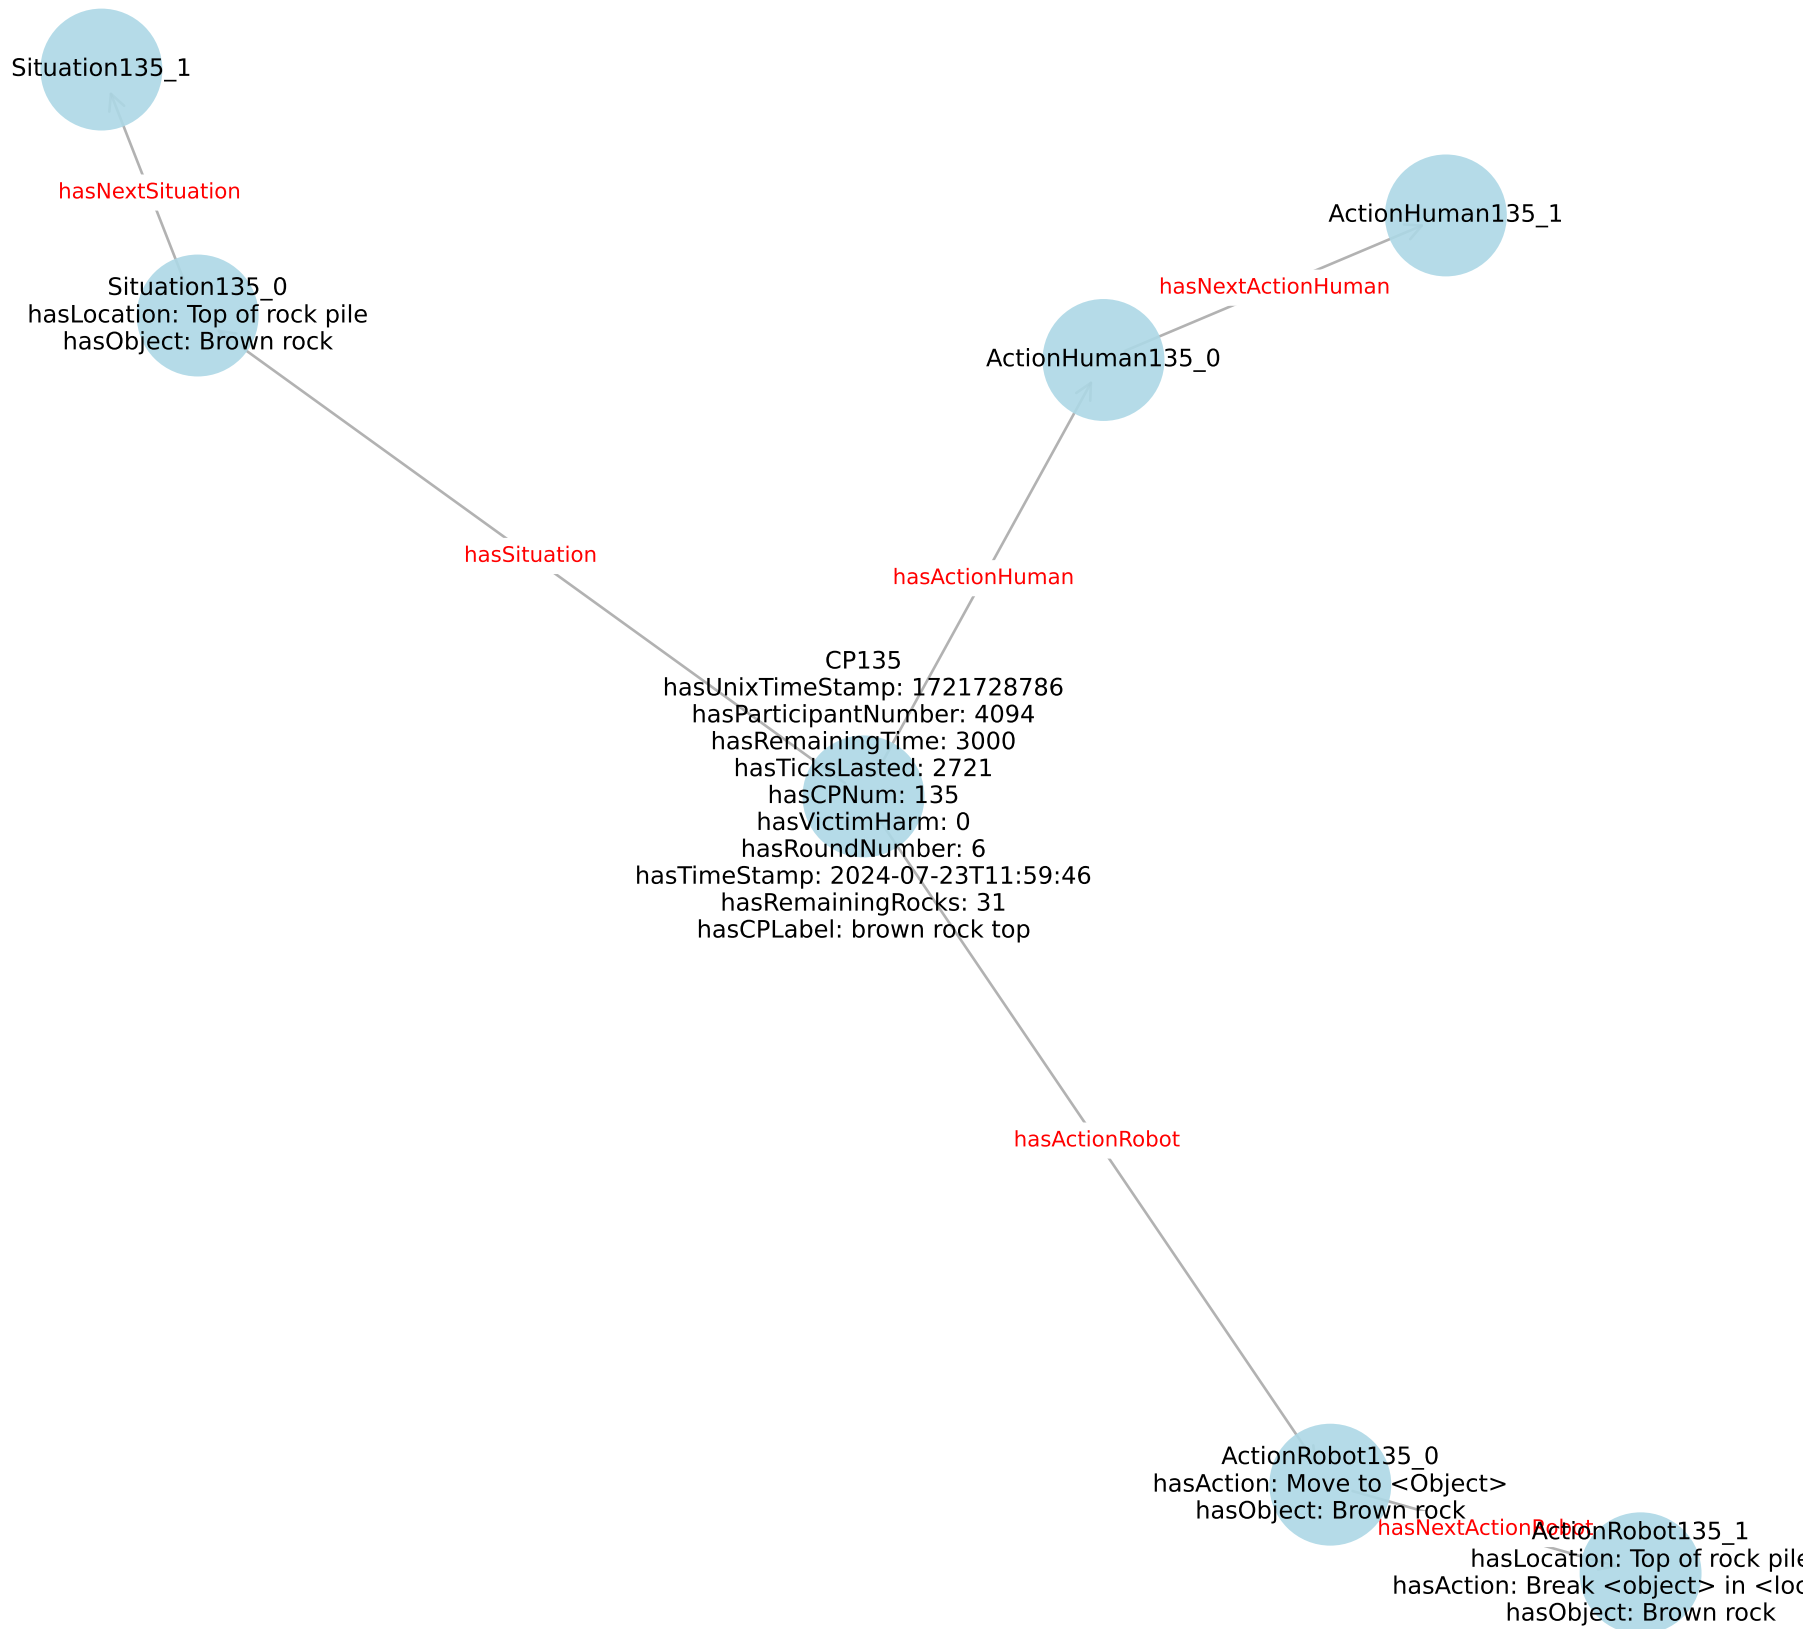 Situation135_1
hasNextSituation
Situation135_0
hasLocation: Top of rock pile
hasObject: Brown rock
ActionHuman135_1
hasNextActionHuman
ActionHuman135_0
hasSituation
hasActionHuman
CP135
hasUnixTimeStamp: 1721728786
hasParticipantNumber: 4094
hasRemainingTime: 3000
hasTicksLasted: 2721
hasCPNum: 135
hasVictimHarm: 0
hasRoundNumber: 6
hasTimeStamp: 2024-07-23T11:59:46
hasRemainingRocks: 31
hasCPLabel: brown rock top
hasActionRobot
ActionRobot135_0
hasAction: Move to <Object>
hasObject: Brown rock
hasNextActionRobot
ActionRobot135_1
hasLocation: Top of rock pile
hasAction: Break <object> in
hasObject: Brown rock